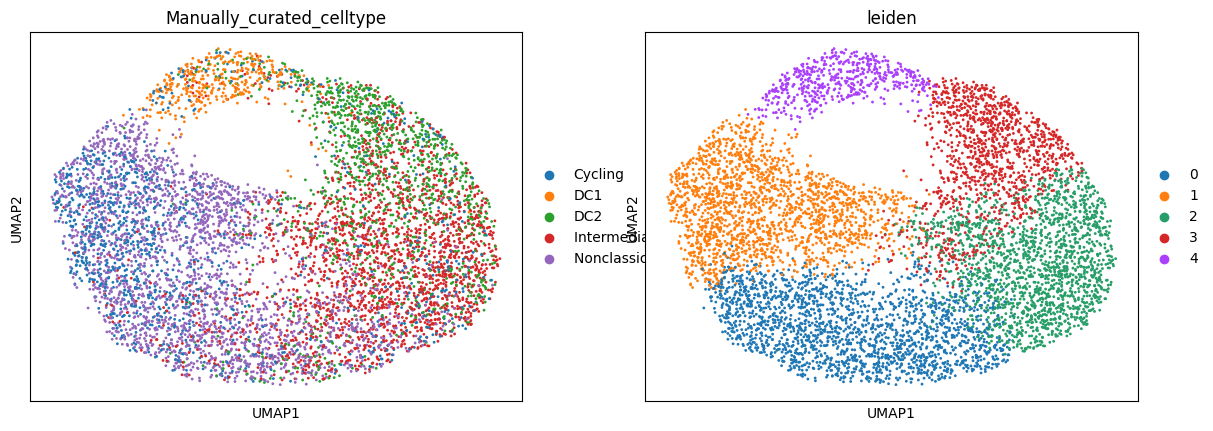 Manually_curated_celltype
leiden
UMAP2
UMAP1
Cycling
DC1
DC2
Intermedia
Nonclassic
UMAP2
UMAP1
0
1
2
3
4